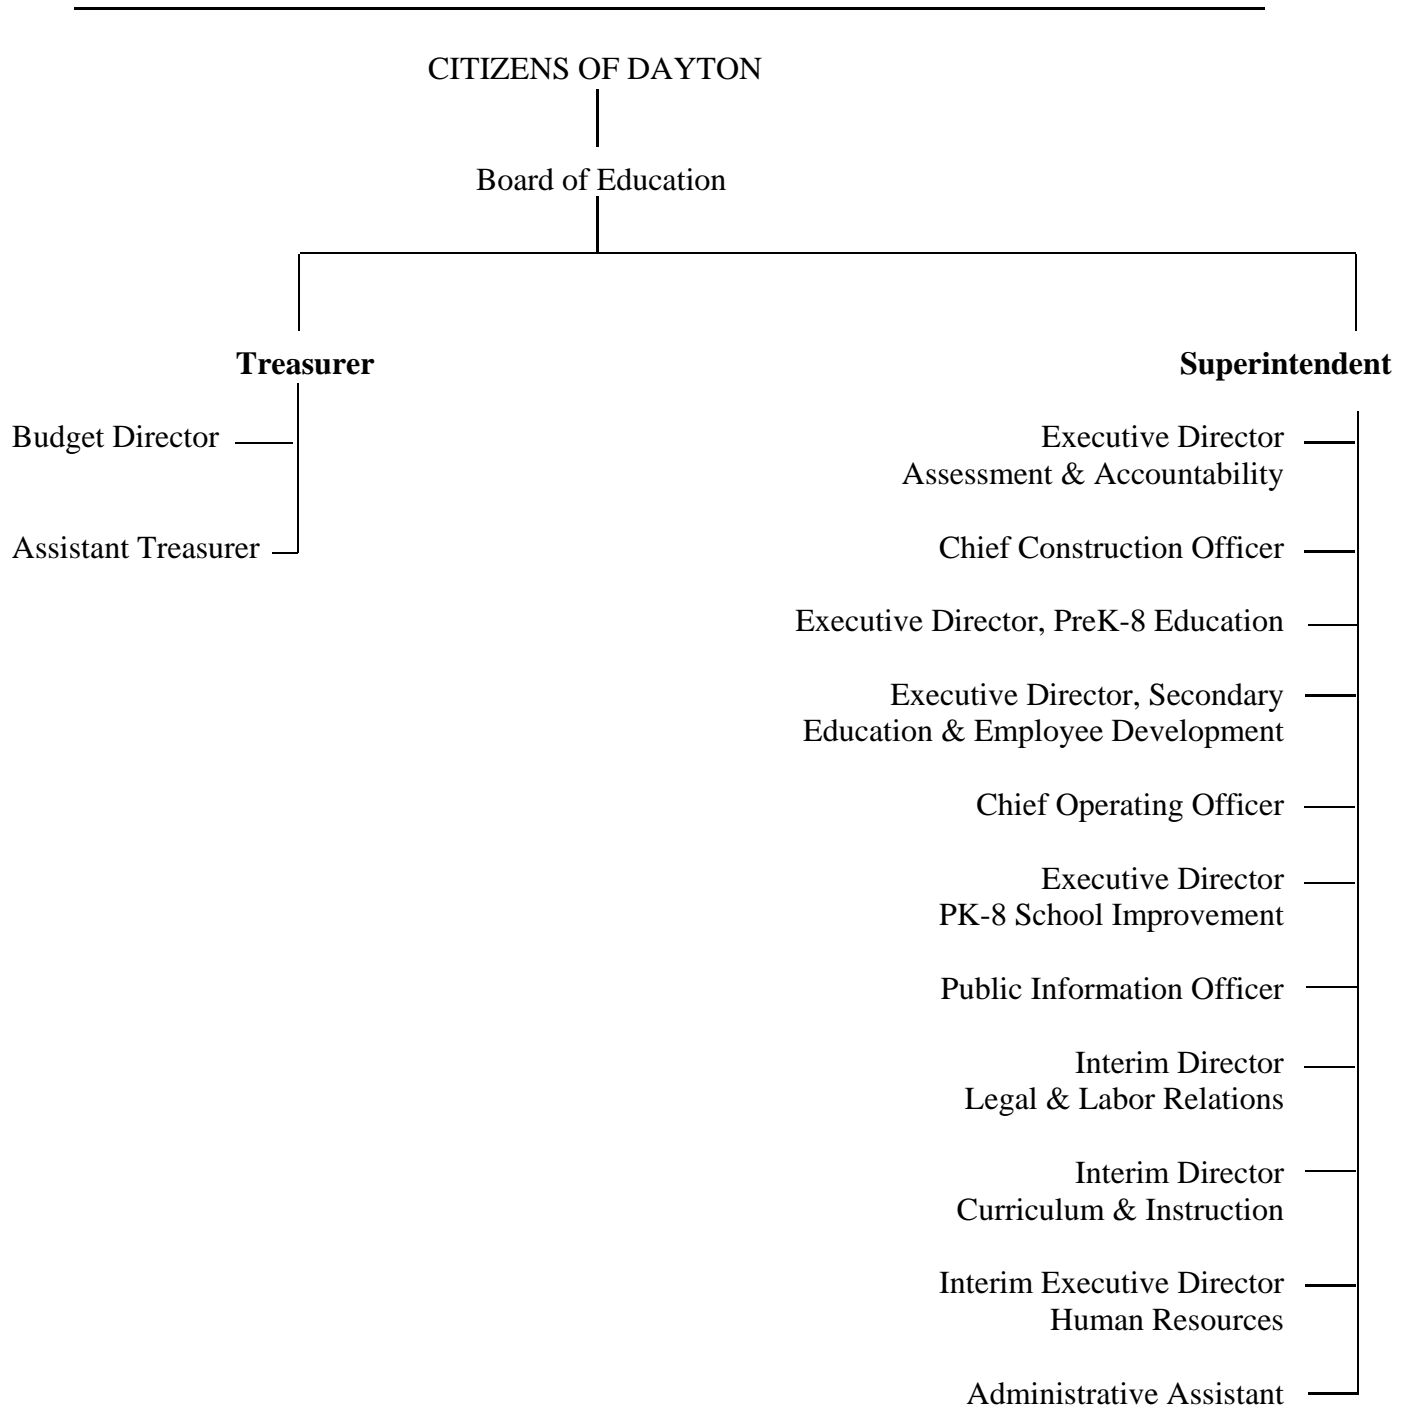 CITIZENS OF DAYTON
Board of Education
Treasurer
Superintendent
Budget Director
Assistant Treasurer
Executive Director
Assessment & Accountability
Chief Construction Officer
Executive Director, PreK-8 Education
Executive Director, Secondary
Education & Employee Development
Chief Operating Officer
Executive Director
PK-8 School Improvement
Public Information Officer
Interim Director
Legal & Labor Relations
Interim Director
Curriculum & Instruction
Interim Executive Director
Human Resources
Administrative Assistant